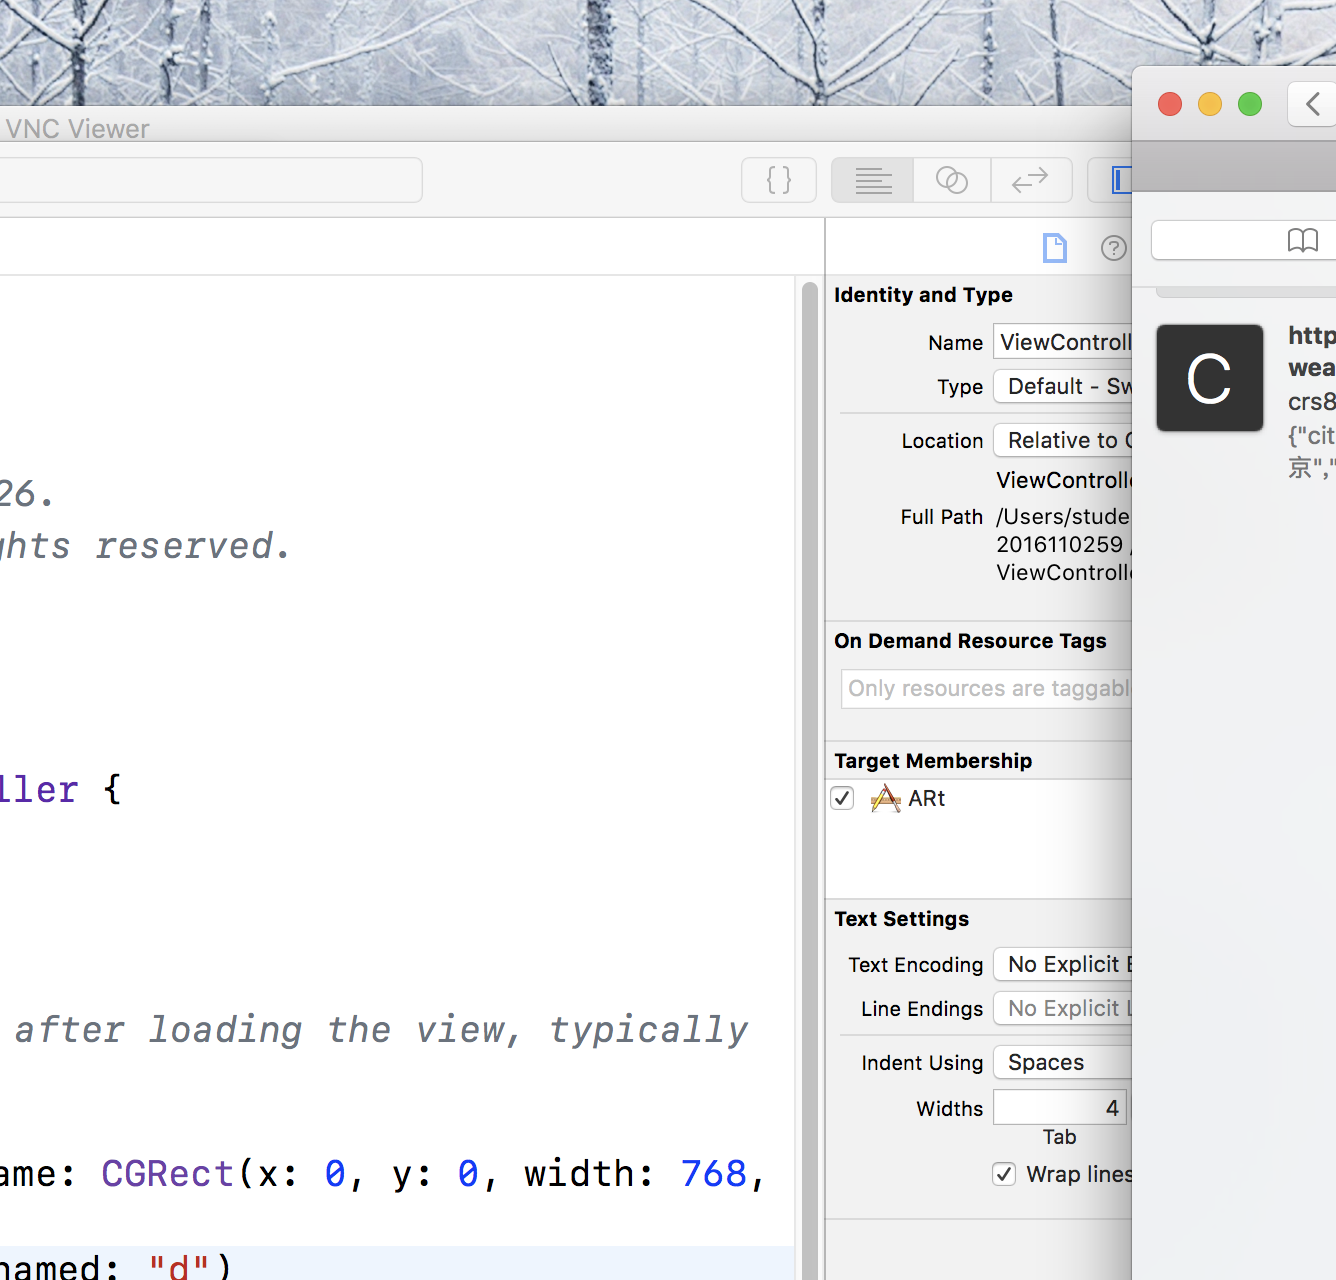 VNC Viewer
{}
26.
ghts reserved.
ller {
after loading the view, typically
ame: CGRect(x: 0, y: 0, width: 768,
named: "d")
?
Identity and Type
Name ViewControll
Type Default - Sw
Location Relative to
ViewControlle
Full Path /Users/stude
2016110259 /
ViewControlle
On Demand Resource Tags
Only resources are taggabl
Target Membership
ARt
Text Settings
Text Encoding No Explicit E
Line Endings No Explicit L
Indent Using Spaces
Widths 4
Tab
Wrap lines
C
http
wea
crs8
{"cit
京","